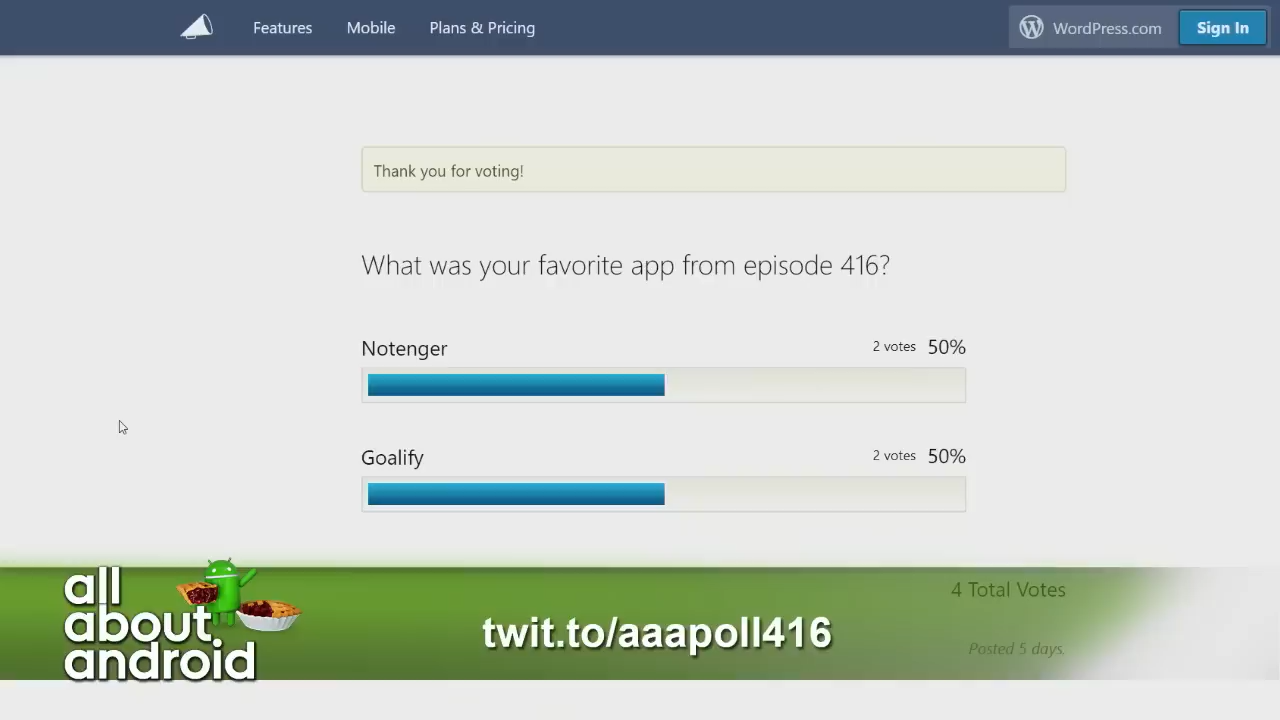 Features Mobile Plans & Pricing WordPress.com Sign In
Thank you for voting!
What was your favorite app from episode 416?
Notenger 2 votes 50%
Goalify 2 votes 50%
4 Total Votes
Posted 5 days.
all
about
android
twit.to/aaapoll416